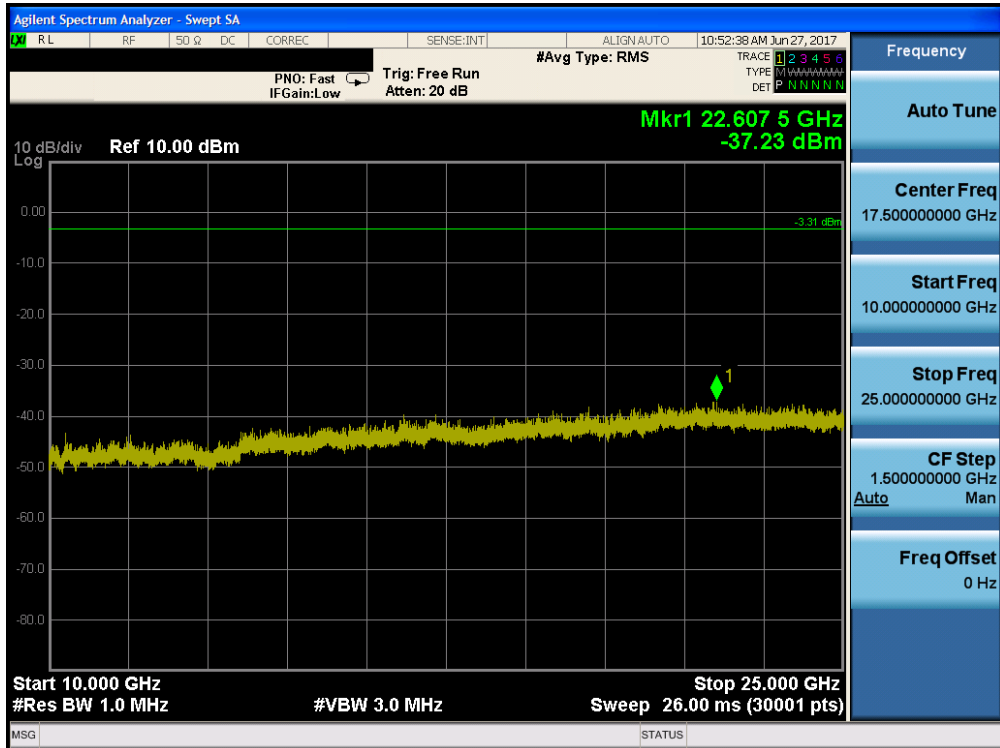 Agilent Spectrum Analyzer - Swept SA
LXI RL RF 50 Ω DC CORREC SENSE:INT ALIGN AUTO 10:52:38 AM Jun 27, 2017
Frequency
#Avg Type: RMS
TRACE 1 2 3 4 5 6
PNO: Fast Trig: Free Run
TYPE M W W W W W
IFGain:Low Atten: 20 dB
DET P N N N N N
Auto Tune
Mkr1 22.607 5 GHz
-37.23 dBm
10 dB/div Ref 10.00 dBm
Log
Center Freq
17.500000000 GHz
0.00
-3.31 dBm
-10.0
Start Freq
10.000000000 GHz
-20.0
-30.0
Stop Freq
25.000000000 GHz
1
-40.0
CF Step
1.500000000 GHz
Auto Man
-50.0
-60.0
Freq Offset
0 Hz
-70.0
-80.0
Start 10.000 GHz Stop 25.000 GHz
#Res BW 1.0 MHz #VBW 3.0 MHz Sweep 26.00 ms (30001 pts)
MSG STATUS